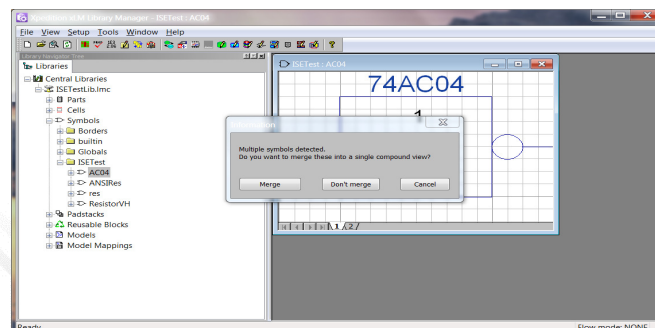 Xpedition xLM Library Manager - ISETest : AC04
File View Setup Tools Window Help
Library Navigator Tree
Libraries
Central Libraries
ISETestLib.lmc
Parts
Cells
Symbols
Borders
builtin
Globals
ISETest
AC04
ANSIRes
res
ResistorVH
Padstacks
Reusable Blocks
Models
Model Mappings
ISETest : AC04
74AC04
1
Multiple symbols detected.
Do you want to merge these into a single compound view?
Merge Don't merge Cancel
1 2
Ready Flow mode: NONE